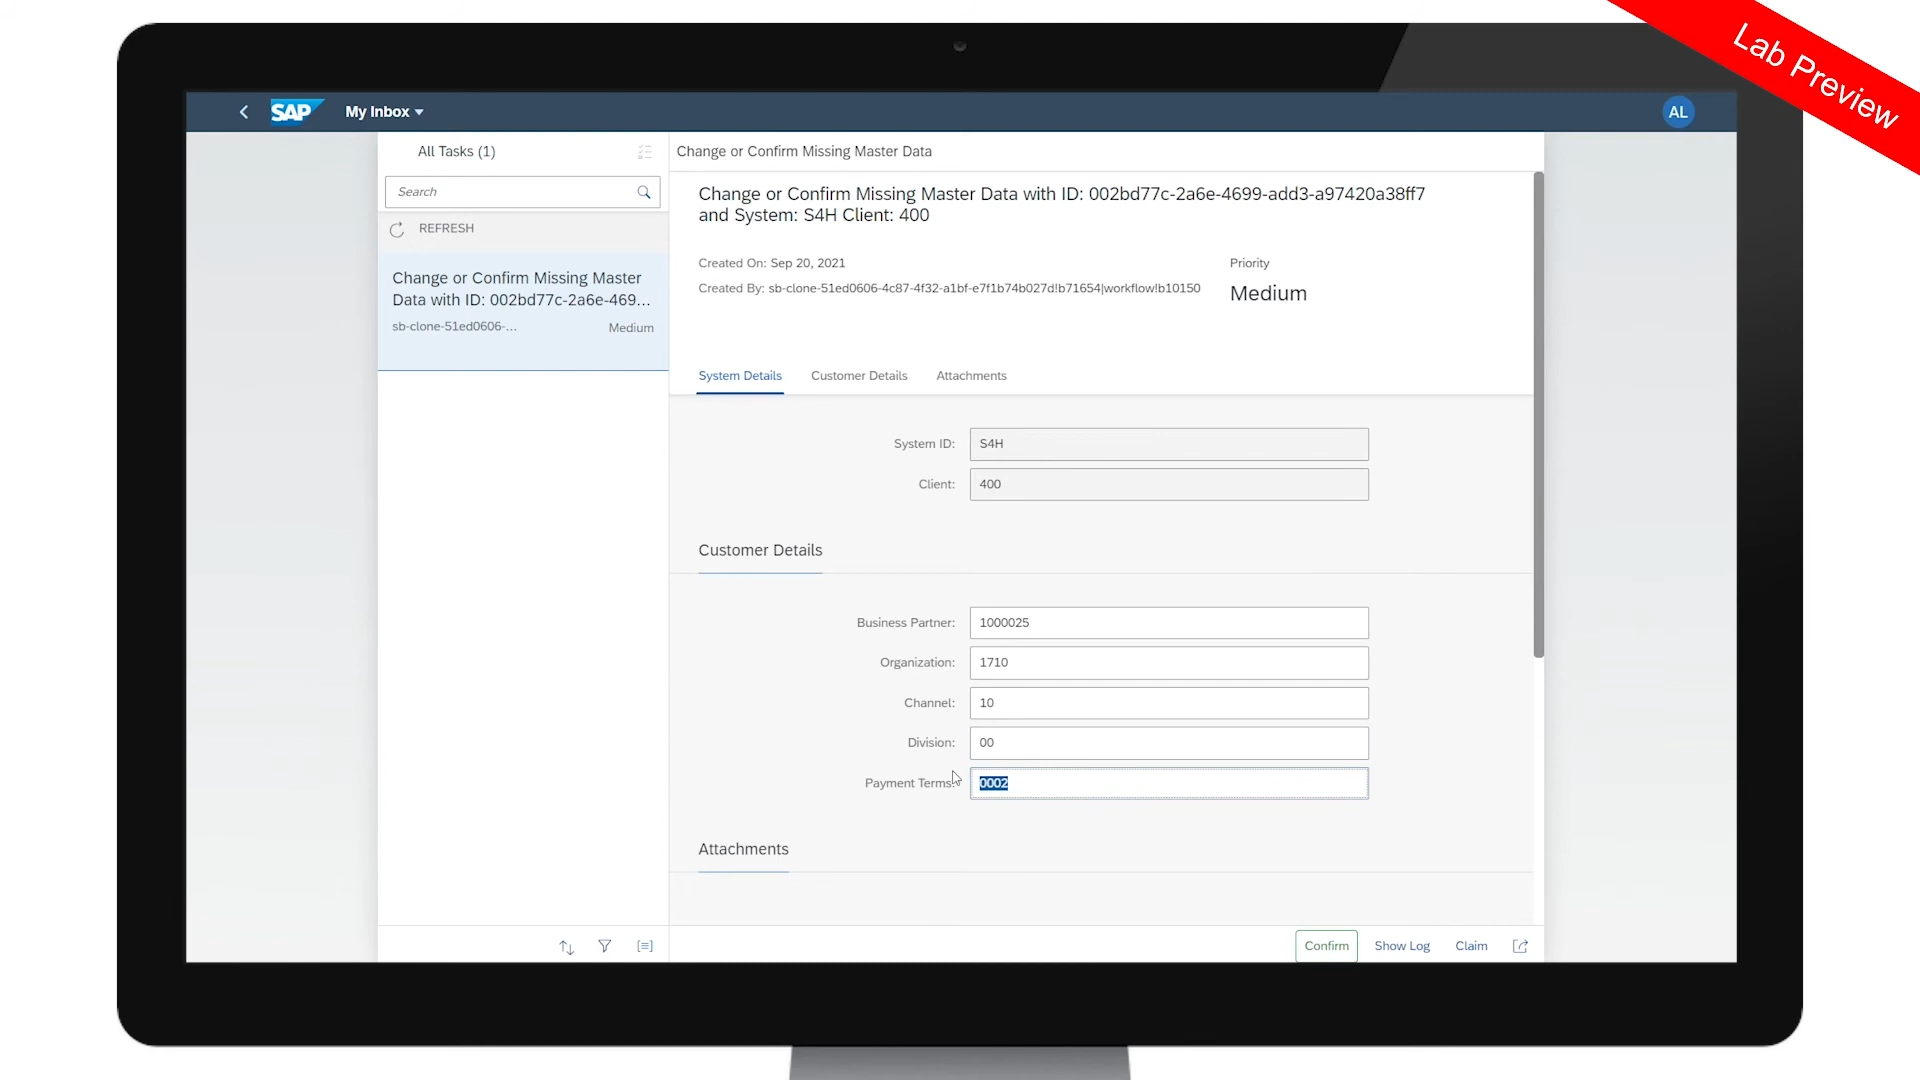 Lab Preview
SAP
My Inbox
AL
All Tasks (1)
Search
REFRESH
Change or Confirm Missing Master
Data with ID: 002bd77c-2a6e-469...
sb-clone-51ed0606-...
Medium
Change or Confirm Missing Master Data
Change or Confirm Missing Master Data with ID: 002bd77c-2a6e-4699-add3-a97420a38ff7
and System: S4H Client: 400
Created On: Sep 20, 2021
Created By: sb-clone-51ed0606-4c87-4f32-a1bf-e7f1b74b027d!b71654|workflow!b10150
Priority
Medium
System Details
Customer Details
Attachments
System ID: S4H
Client: 400
Customer Details
Business Partner: 1000025
Organization: 1710
Channel: 10
Division: 00
Payment Terms: 0002
Attachments
Confirm
Show Log
Claim